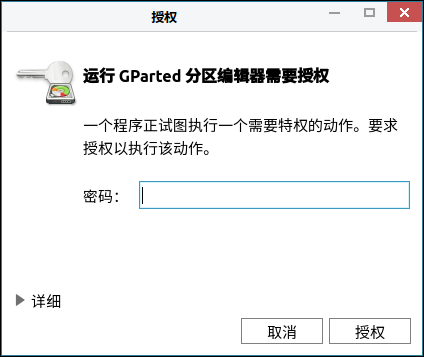 授权
运行 GParted 分区编辑器需要授权
一个程序正试图执行一个需要特权的动作。要求
授权以执行该动作。
密码：
详细
取消 授权